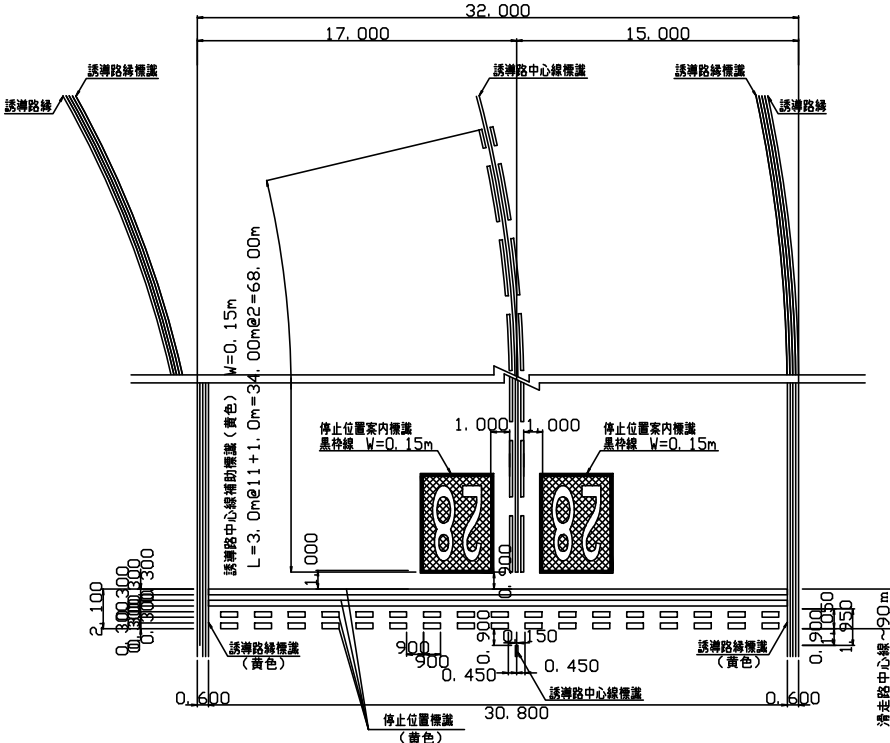 32.000
17.000
15.000
誘導路縁標識
誘導路中心線標識
誘導路縁標識
誘導路縁
誘導路縁
誘導路中心線補助標識(黄色) W=0.15m
L=3.0m@11+1.0m=34.00m@2=68.00m
停止位置案内標識
黒枠線 W=0.15m
1.000
1.000
停止位置案内標識
黒枠線 W=0.15m
28
28
1.000
0.900
2.100
0.300
0.300
0.300
0.300
0.900
0.150
0.900
1.050
1.950
滑走路中心線~90m
誘導路縁標識
(黄色)
900
900
0.450
0.450
誘導路縁標識
(黄色)
誘導路中心線標識
0.600
30.800
0.600
停止位置標識
(黄色)